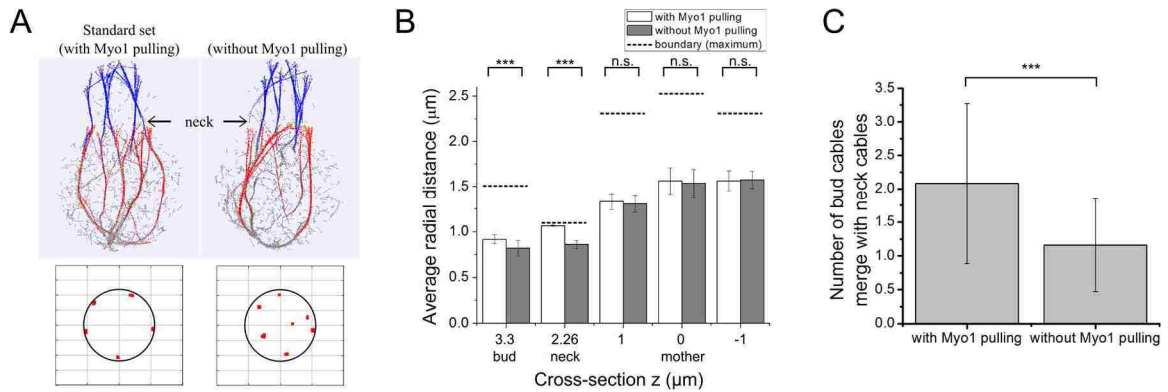 A
Standard set
(with Myo1 pulling)
(without Myo1 pulling)
neck
B
with Myo1 pulling
without Myo1 pulling
boundary (maximum)
*** *** n.s. n.s. n.s.
Average radial distance (μm)
2.5
2.0
1.5
1.0
0.5
0.0
3.3 2.26 1 0 -1
bud neck mother
Cross-section z (μm)
C
***
Number of bud cables
merge with neck cables
3.5
3.0
2.5
2.0
1.5
1.0
0.5
0.0
with Myo1 pulling without Myo1 pulling